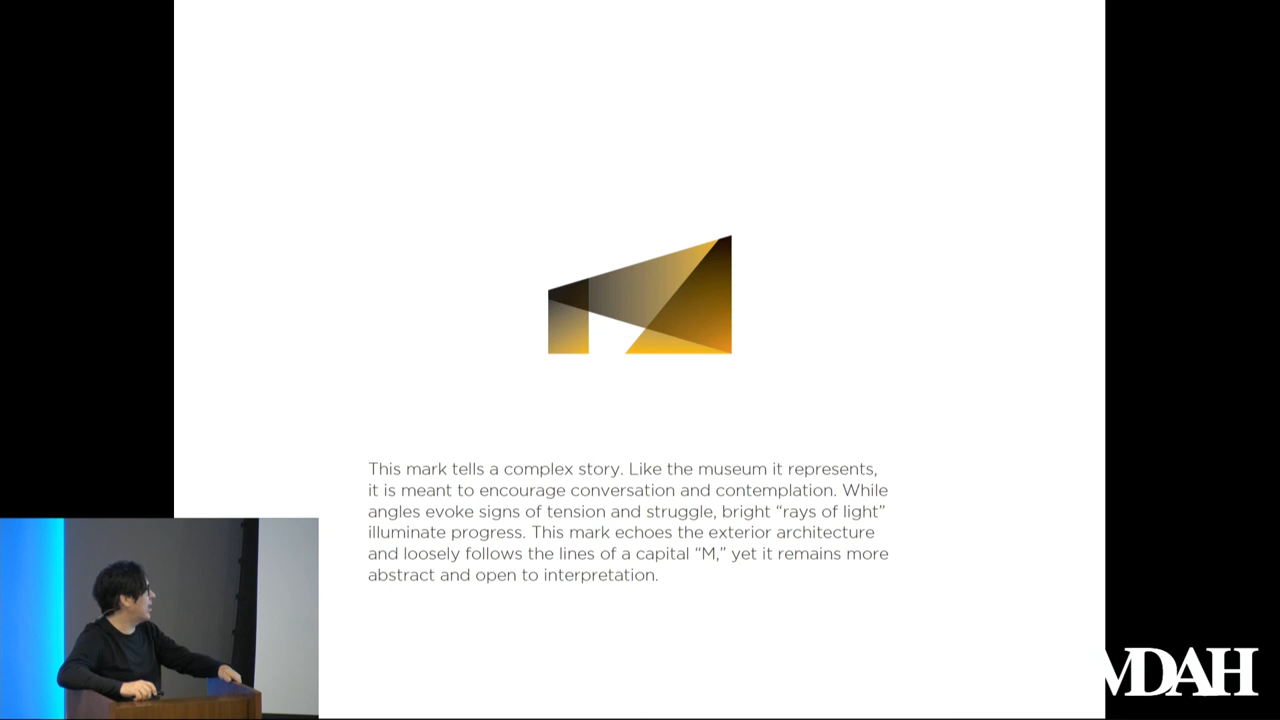 This mark tells a complex story. Like the museum it represents,
it is meant to encourage conversation and contemplation. While
angles evoke signs of tension and struggle, bright “rays of light”
illuminate progress. This mark echoes the exterior architecture
and loosely follows the lines of a capital “M,” yet it remains more
abstract and open to interpretation.
MDAH